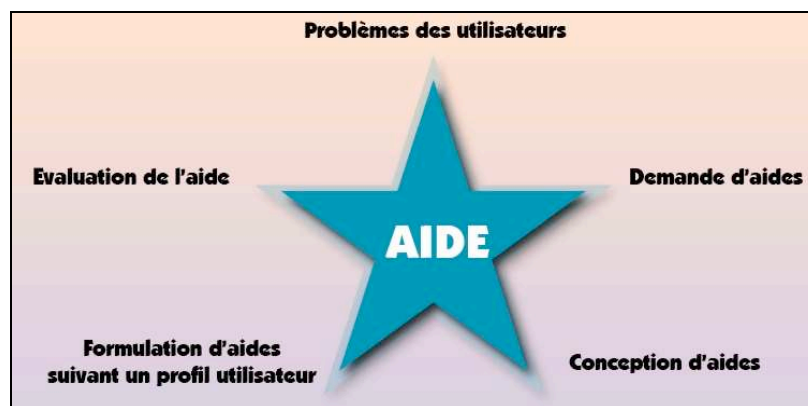 Problèmes des utilisateurs
Evaluation de l'aide
Demande d'aides
AIDE
Formulation d'aides
suivant un profil utilisateur
Conception d'aides